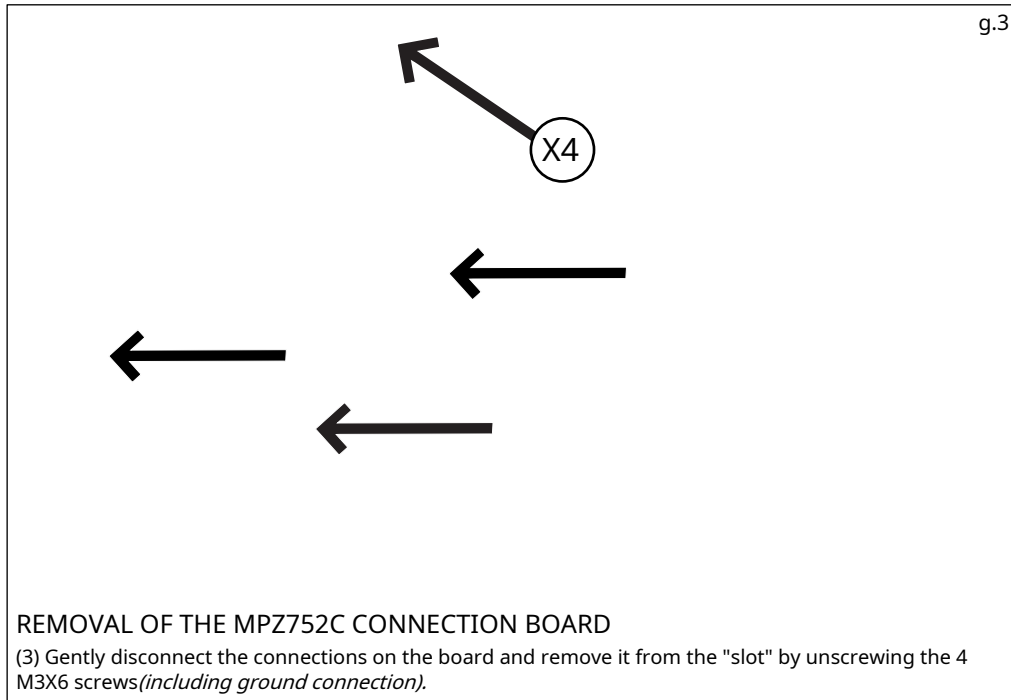 g.3
X4
REMOVAL OF THE MPZ752C CONNECTION BOARD
(3) Gently disconnect the connections on the board and remove it from the "slot" by unscrewing the 4
M3X6 screws(including ground connection).